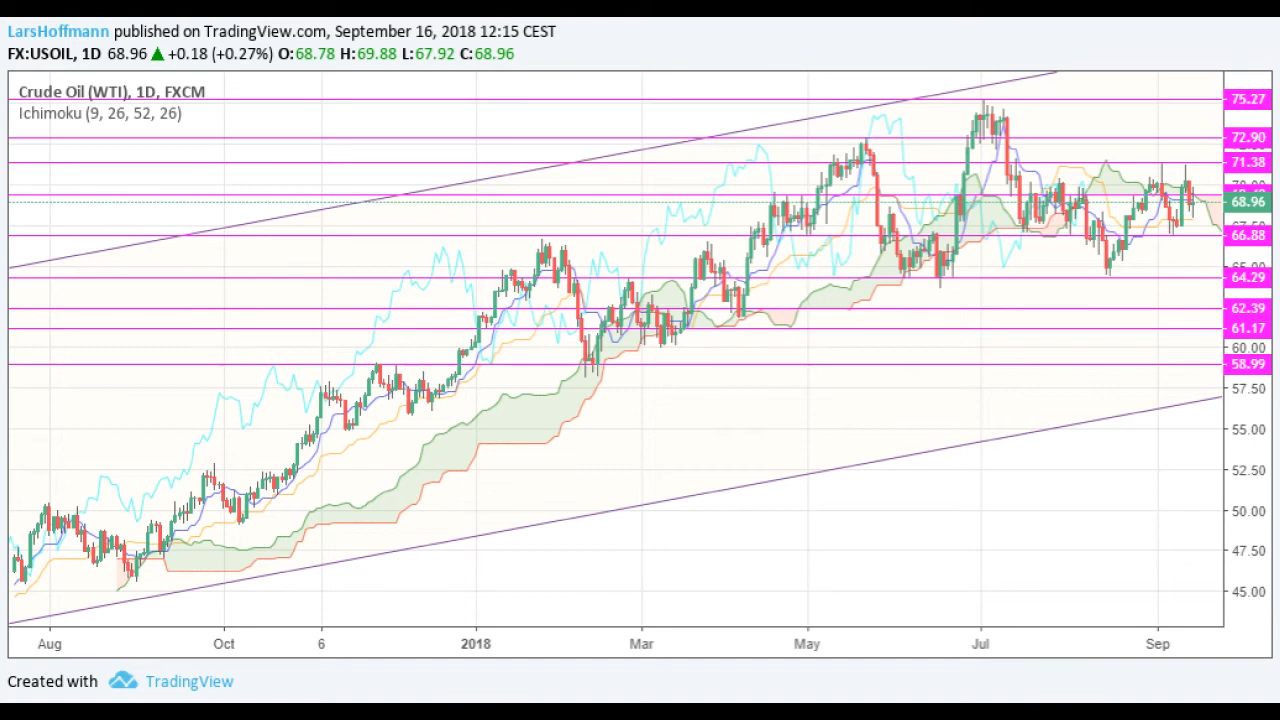 LarsHoffmann published on TradingView.com, September 16, 2018 12:15 CEST
FX:USOIL, 1D 68.96 ▲ +0.18 (+0.27%) O:68.78 H:69.88 L:67.92 C:68.96
Crude Oil (WTI), 1D, FXCM
Ichimoku (9, 26, 52, 26)
75.27
72.90
71.38
68.96
66.88
64.29
62.39
61.17
60.00
58.99
57.50
55.00
52.50
50.00
47.50
45.00
Aug Oct 6 2018 Mar May Jul Sep
Created with TradingView